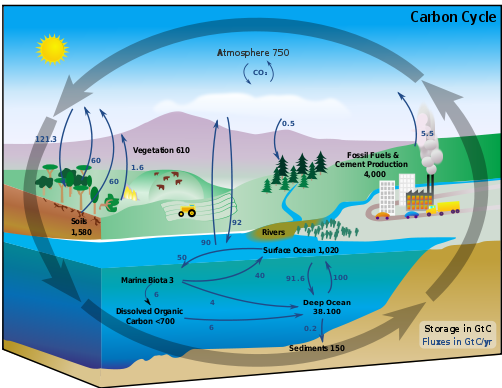 Carbon Cycle
Atmosphere 750
CO₂
121.3
0.5
5.5
60
Vegetation 610
1.6
60
Fossil Fuels &
Cement Production
4,000
Soils
1,580
92
90
Rivers
Surface Ocean 1,020
50
40
91.6
100
Marine Biota 3
6
4
Deep Ocean
38.100
Dissolved Organic
Carbon <700
6
0.2
Sediments 150
Storage in GtC
Fluxes in GtC/yr